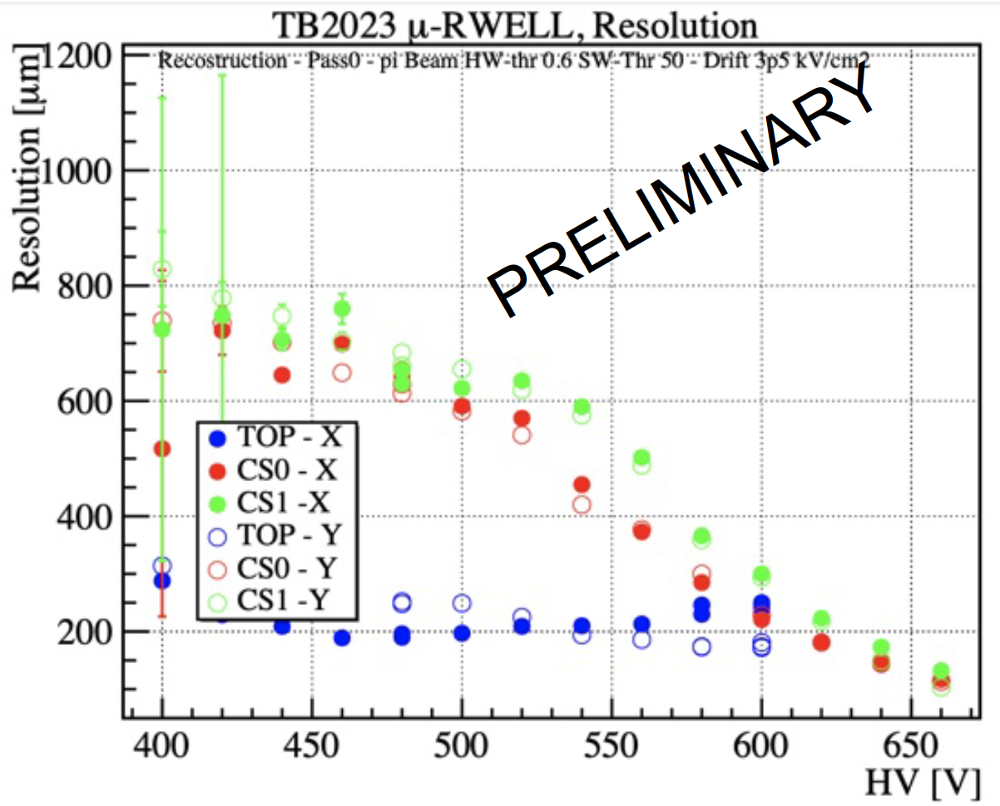 TB2023 μ-RWELL, Resolution
Recostruction - Pass0 - pi Beam HW-thr 0.6 SW-Thr 50 - Drift 3p5 kV/cm2
PRELIMINARY
Resolution [μm]
1200
1000
800
600
400
200
TOP - X
CS0 - X
CS1 -X
TOP - Y
CS0 - Y
CS1 -Y
400 450 500 550 600 650
HV [V]